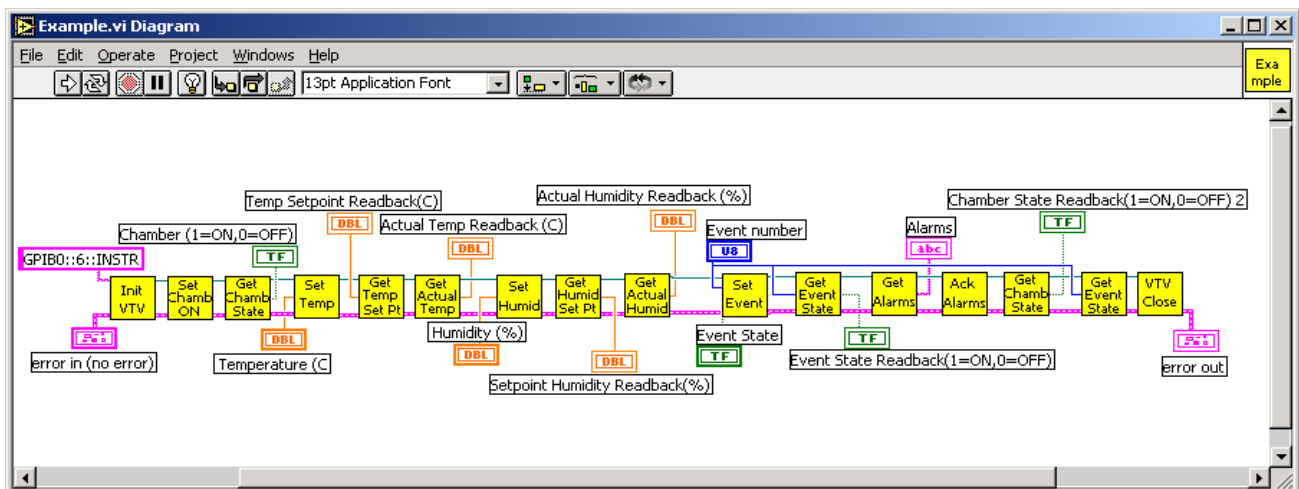 Example.vi Diagram
File Edit Operate Project Windows Help
13pt Application Font
Exa
mple
Temp Setpoint Readback(C)
DBL
Actual Temp Readback (C)
DBL
Actual Humidity Readback (%)
DBL
Chamber State Readback(1=ON,0=OFF) 2
TF
Chamber (1=ON,0=OFF)
TF
Event number
U8
Alarms
abc
GPIB0::6::INSTR
Init
VTV
Set
Chamb
ON
Get
Chamb
State
Set
Temp
Get
Temp
Set Pt
Get
Actual
Temp
Set
Humid
Get
Humid
Set Pt
Get
Actual
Humid
Set
Event
Get
Event
State
Get
Alarms
Ack
Alarms
Get
Chamb
State
Get
Event
State
VTV
Close
error in (no error)
DBL
Temperature (C
Humidity (%)
DBL
DBL
Setpoint Humidity Readback(%)
Event State
TF
TF
Event State Readback(1=ON,0=OFF)
error out